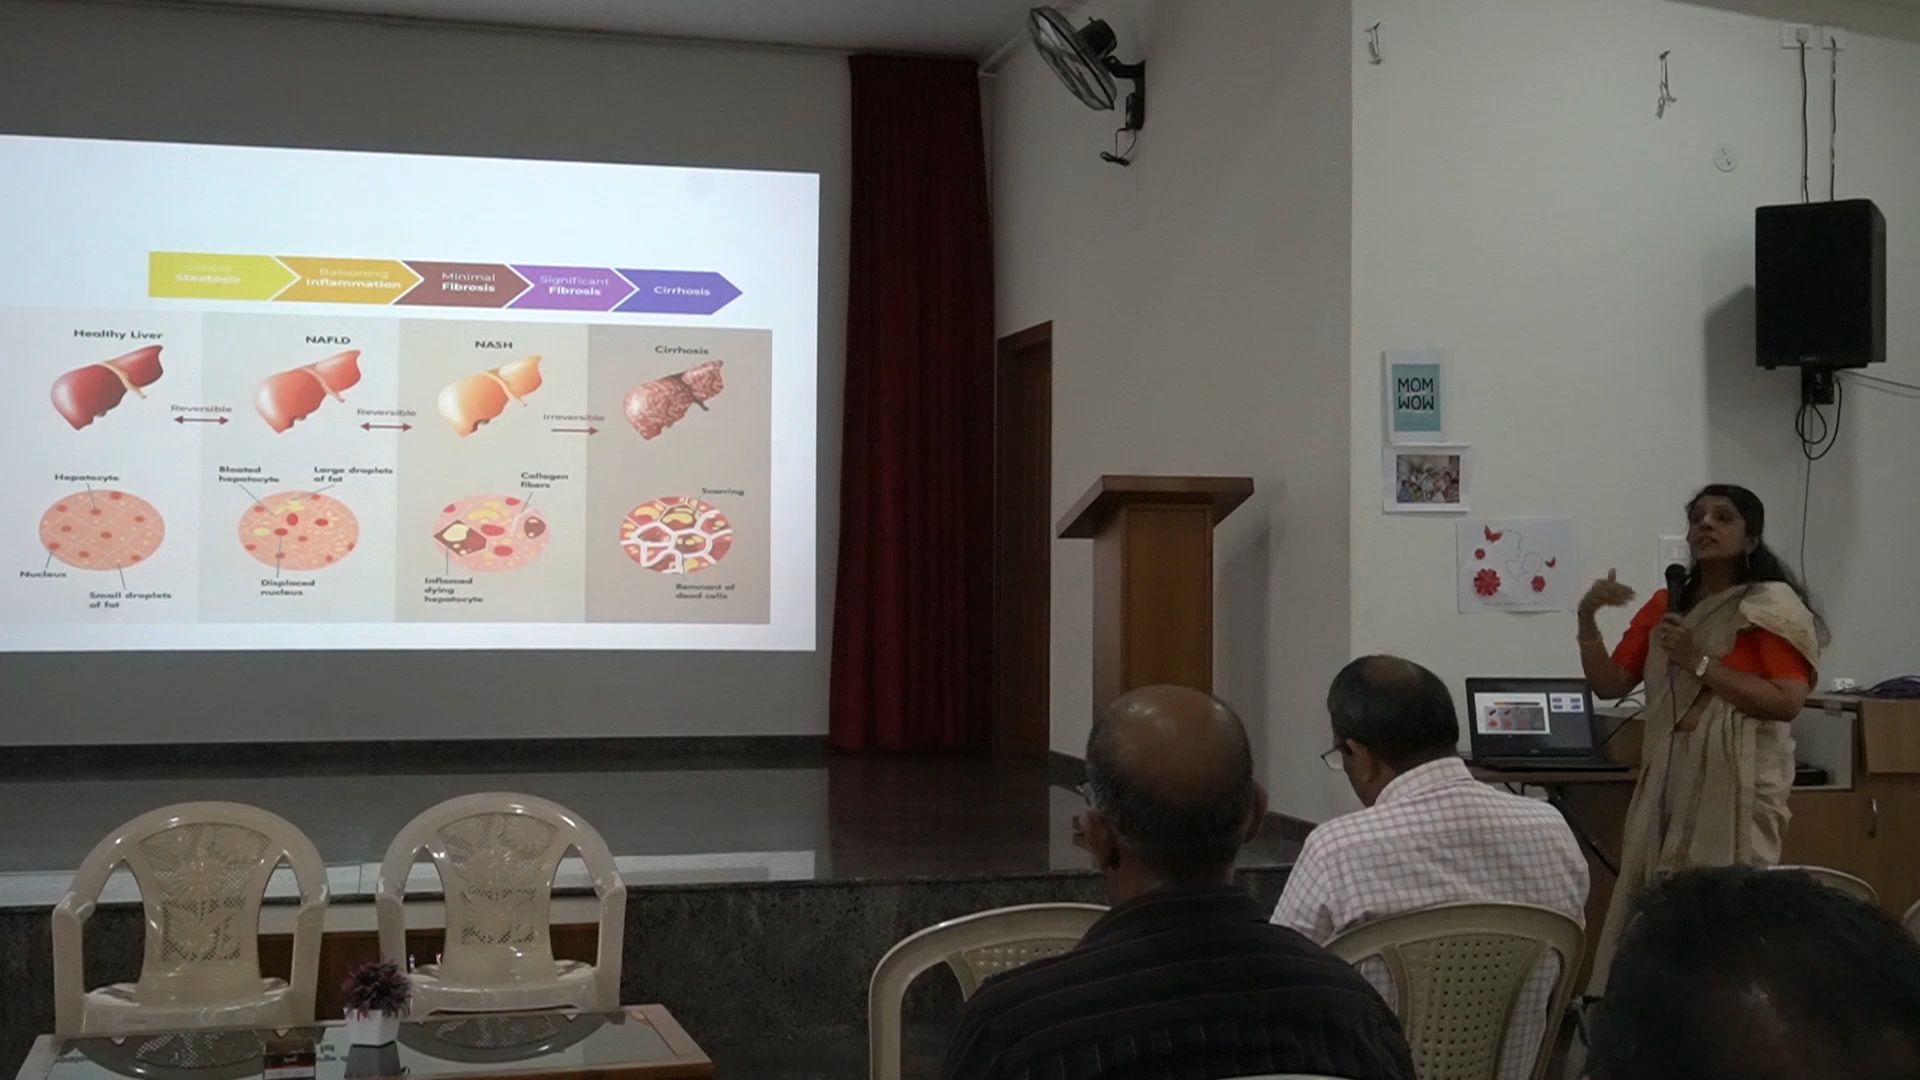 Simple
Steatosis
Balooning
Inflammation
Minimal
Fibrosis
Significant
Fibrosis
Cirrhosis
Healthy Liver
NAFLD
NASH
Cirrhosis
Reversible
Reversible
Irreversible
Hepatocyte
Nucleus
Small droplets
of fat
Bloated
hepatocyte
Large droplets
of fat
Displaced
nucleus
Collagen
fibers
Inflamed
dying
hepatocyte
Scarring
Remnant of
dead cells
MOM
WOW